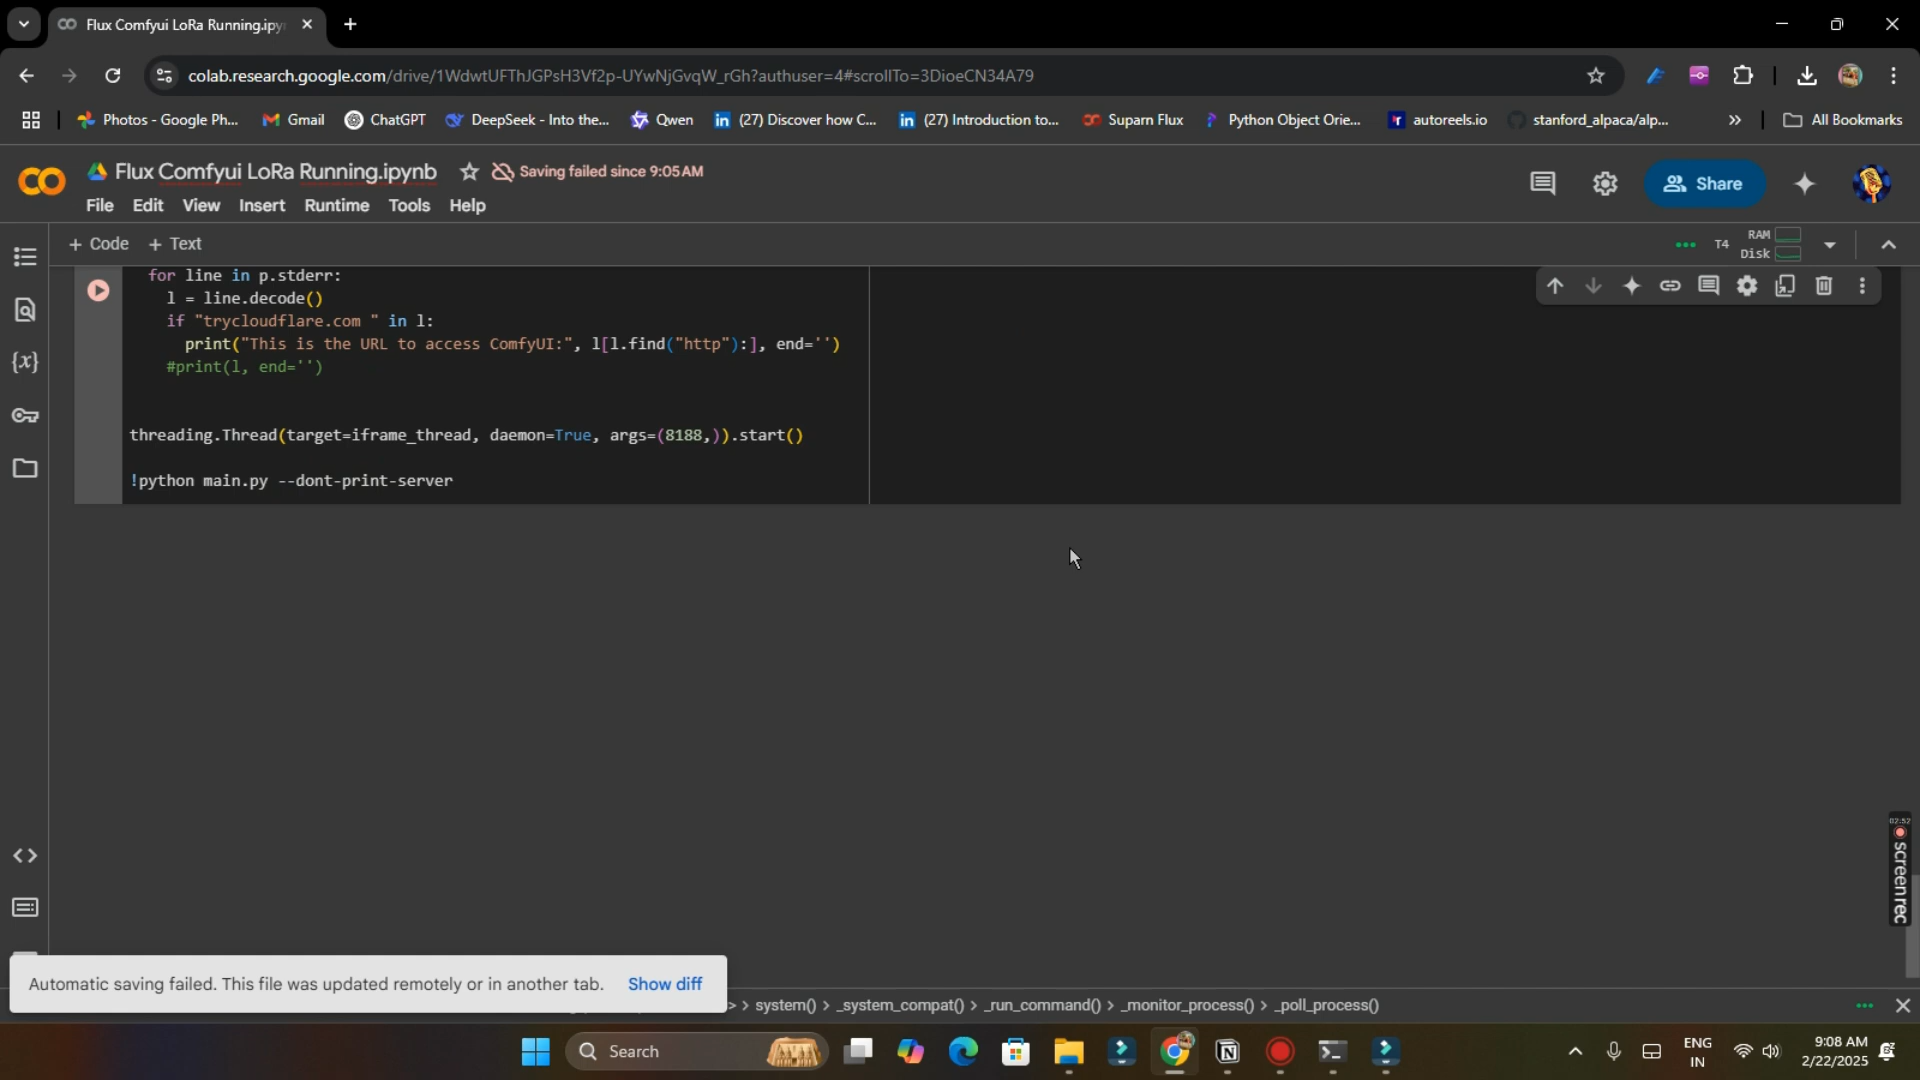 Flux Comfyui LoRa Running.ipy
colab.research.google.com/drive/1WdwtUFThJGPsH3Vf2p-UYwNjGvqW_rGh?authuser=4#scrollTo=3DioeCN34A79
Photos - Google Ph... Gmail ChatGPT DeepSeek - Into the... Qwen (27) Discover how C... (27) Introduction to... Suparn Flux Python Object Orie... autoreels.io stanford_alpaca/alp... » All Bookmarks
Flux Comfyui LoRa Running.ipynb Saving failed since 9:05 AM
Share
File Edit View Insert Runtime Tools Help
+ Code + Text
T4 RAM
Disk
for line in p.stderr:
l = line.decode()
if "trycloudflare.com " in l:
print("This is the URL to access ComfyUI:", l[l.find("http"):], end='')
#print(l, end='')
threading.Thread(target=iframe_thread, daemon=True, args=(8188,)).start()
!python main.py --dont-print-server
02:52
screenrec
Automatic saving failed. This file was updated remotely or in another tab. Show diff
> > system() > _system_compat() > _run_command() > _monitor_process() > _poll_process()
Search
ENG
IN
9:08 AM
2/22/2025